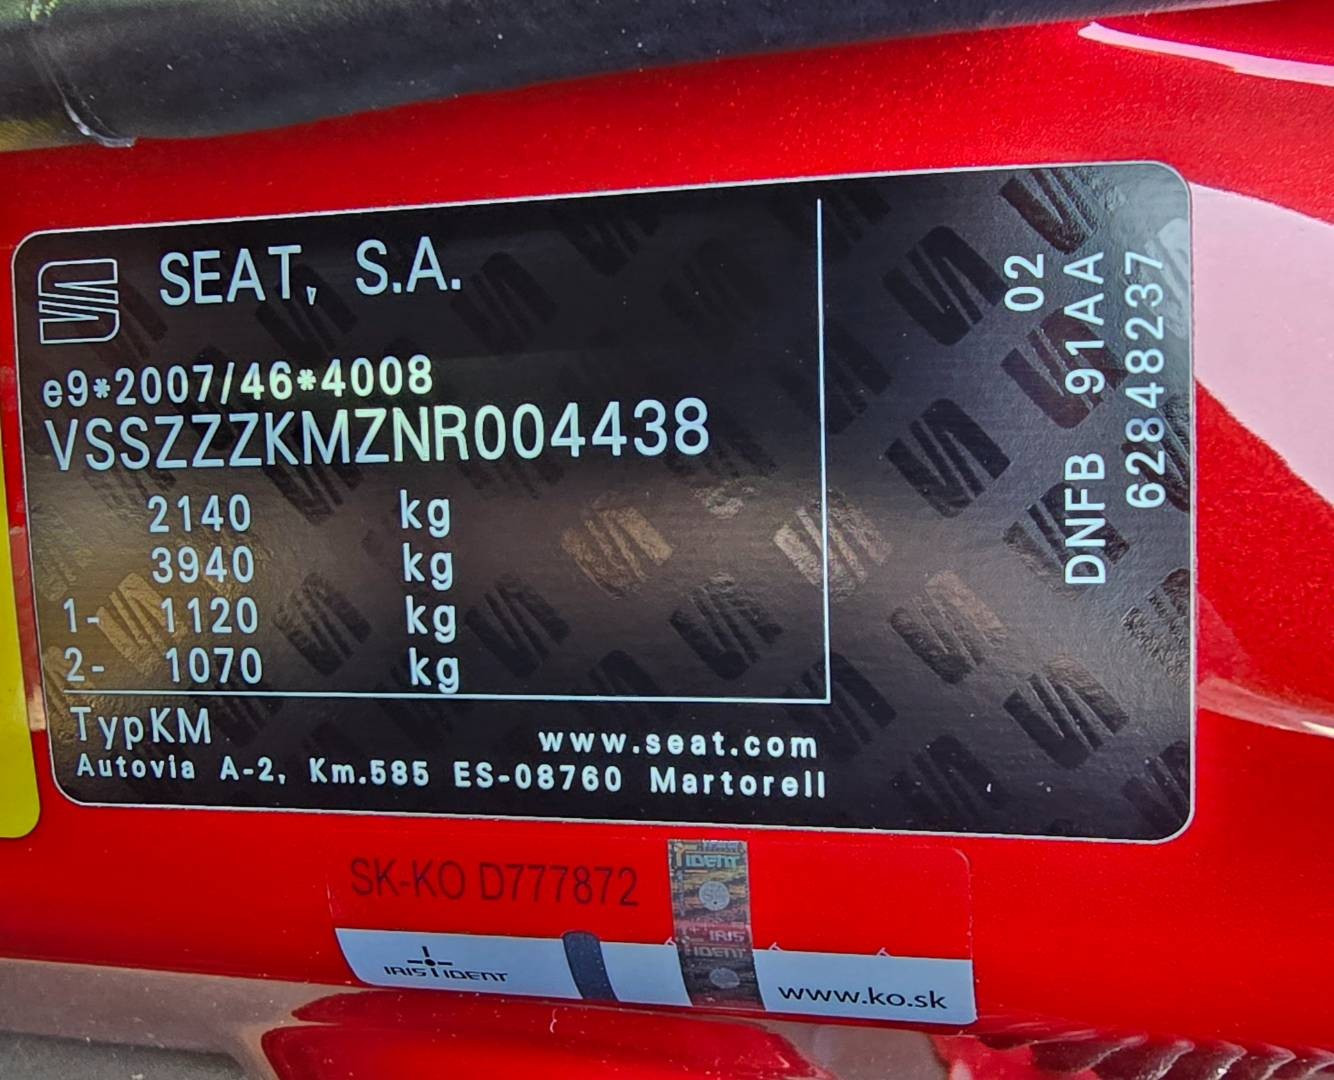 SEAT, S.A.
e9*2007/46*4008
VSSZZZKMZNR004438
2140 kg
3940 kg
1- 1120 kg
2- 1070 kg
TypKM
www.seat.com
Autovia A-2, Km.585 ES-08760 Martorell
02
DNFB 91AA
62848237
SK-KO D777872
IDENT
IRIS
IDENT
IRIS IDENT
www.ko.sk